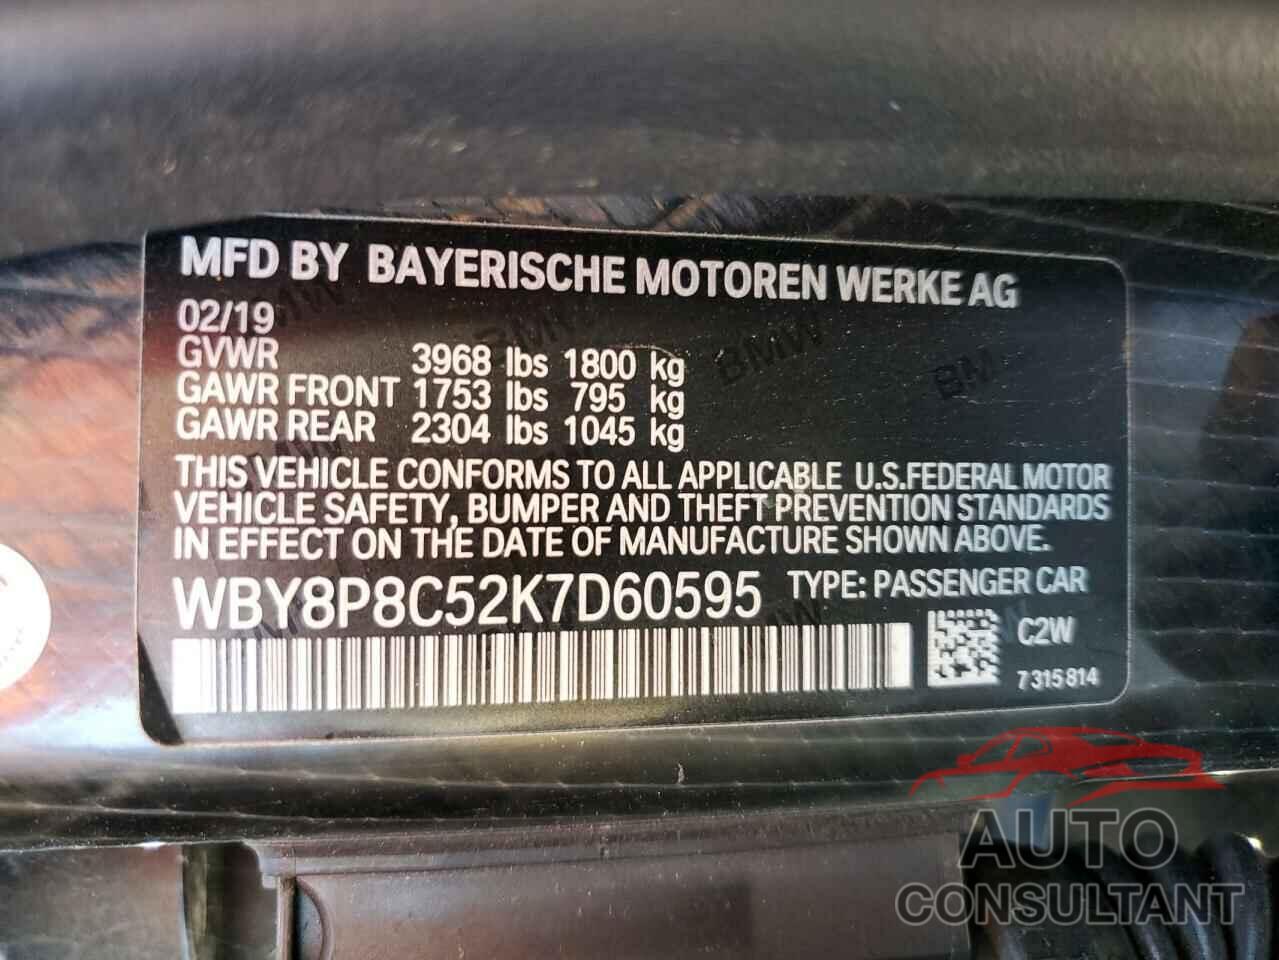 MFD BY BAYERISCHE MOTOREN WERKE AG
02/19
GVWR 3968 lbs 1800 kg
GAWR FRONT 1753 lbs 795 kg
GAWR REAR 2304 lbs 1045 kg
THIS VEHICLE CONFORMS TO ALL APPLICABLE U.S.FEDERAL MOTOR
VEHICLE SAFETY, BUMPER AND THEFT PREVENTION STANDARDS
IN EFFECT ON THE DATE OF MANUFACTURE SHOWN ABOVE.
WBY8P8C52K7D60595 TYPE: PASSENGER CAR
C2W
7 315 814
AUTO
CONSULTANT